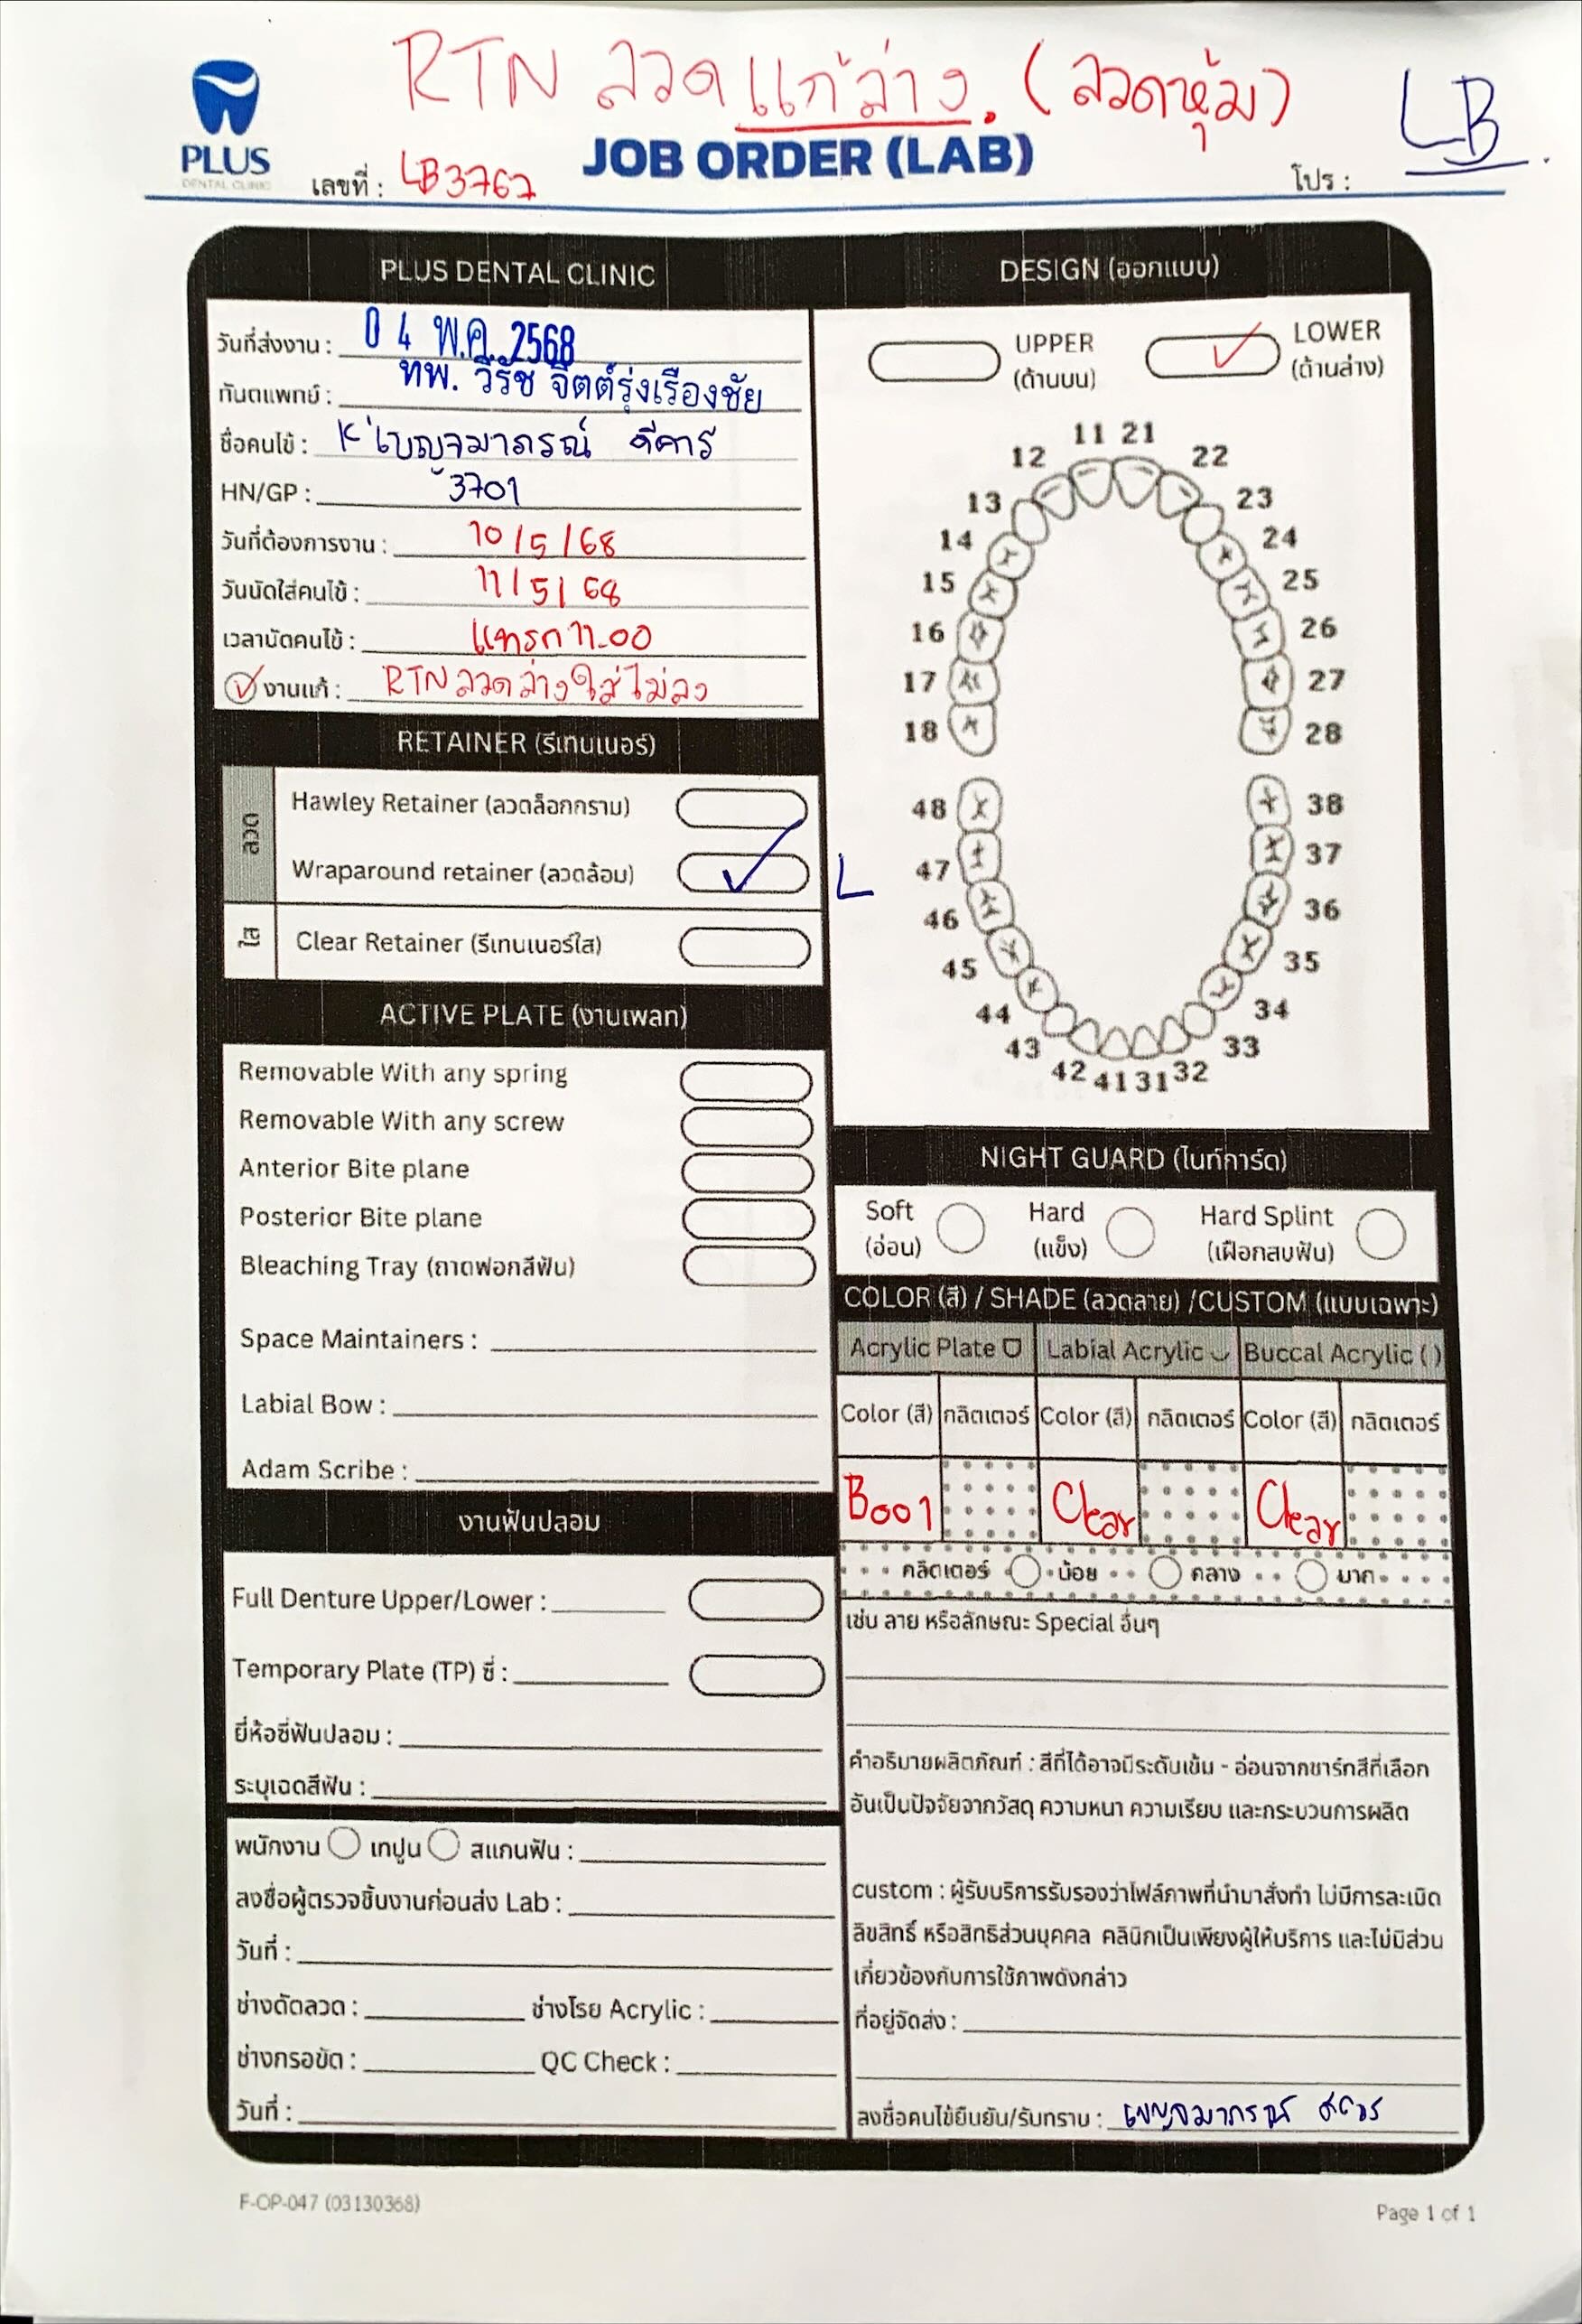 RTN ลวดแก้ล่าง. (ลวดหุ้ม)
LB
PLUS
DENTAL CLINIC
JOB ORDER (LAB)
เลขที่ : LB3767
โปร :
PLUS DENTAL CLINIC
วันที่ส่งงาน : 0 4 พ.ค. 2568
ทันตแพทย์ : ทพ. วีรัช จิตต์รุ่งเรืองชัย
ชื่อคนไข้ : K'เบญจมาภรณ์ ดีคาร
HN/GP : 3701
วันที่ต้องการงาน : 10/5/68
วันนัดใส่คนไข้ : 11/5/68
เวลานัดคนไข้ : แทรก 11.00
งานแก้ : RTN ลวดล่างใส่ไม่ลง
RETAINER (รีเทนเนอร์)
ลวด
Hawley Retainer (ลวดล็อกกราม)
Wraparound retainer (ลวดล้อม) L
ใส
Clear Retainer (รีเทนเนอร์ใส)
ACTIVE PLATE (งานเพลท)
Removable With any spring
Removable With any screw
Anterior Bite plane
Posterior Bite plane
Bleaching Tray (ถาดฟอกสีฟัน)
Space Maintainers :
Labial Bow :
Adam Scribe :
งานฟันปลอม
Full Denture Upper/Lower :
Temporary Plate (TP) ซี่ :
ยี่ห้อซี่ฟันปลอม :
ระบุเฉดสีฟัน :
พนักงาน เทปูน สแกนฟัน :
ลงชื่อผู้ตรวจชิ้นงานก่อนส่ง Lab :
วันที่ :
ช่างดัดลวด : ช่างโรย Acrylic :
ช่างกรอขัด : QC Check :
วันที่ :
DESIGN (ออกแบบ)
UPPER
(ด้านบน)
LOWER
(ด้านล่าง)
11 21
12 22
13 23
14 24
15 25
16 26
17 27
18 28
48 38
47 37
46 36
45 35
44 34
43 33
42 41 31 32
NIGHT GUARD (ไนท์การ์ด)
Soft Hard Hard Splint
(อ่อน) (แข็ง) (เฝือกสบฟัน)
COLOR (สี) / SHADE (ลวดลาย) /CUSTOM (แบบเฉพาะ)
Acrylic Plate Labial Acrylic Buccal Acrylic ( )
Color (สี) กลิตเตอร์ Color (สี) กลิตเตอร์ Color (สี) กลิตเตอร์
B001 Clear Clear
กลิตเตอร์ น้อย กลาง มาก
เช่น ลาย หรือลักษณะ Special อื่นๆ
คำอธิบายผลิตภัณฑ์ : สีที่ได้อาจมีระดับเข้ม - อ่อนจากชาร์ทสีที่เลือก
อันเป็นปัจจัยจากวัสดุ ความหนา ความเรียบ และกระบวนการผลิต
custom : ผู้รับบริการรับรองว่าไฟล์ภาพที่นำมาสั่งทำ ไม่มีการละเมิด
ลิขสิทธิ์ หรือสิทธิส่วนบุคคล คลินิกเป็นเพียงผู้ให้บริการ และไม่มีส่วน
เกี่ยวข้องกับการใช้ภาพดังกล่าว
ที่อยู่จัดส่ง :
ลงชื่อคนไข้ยืนยัน/รับทราบ : เบญจมาภรณ์
F-OP-047 (03130368)
Page 1 of 1